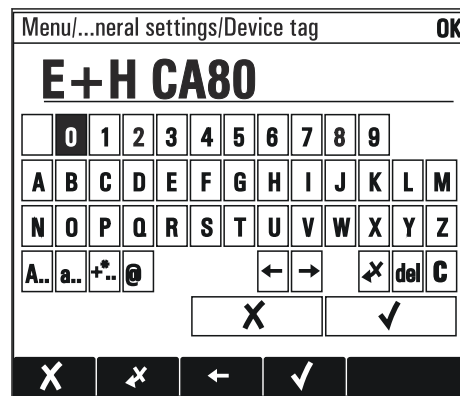 Menu/...neral settings/Device tag OK
E+H CA80
0 1 2 3 4 5 6 7 8 9
A B C D E F G H I J K L M
N O P Q R S T U V W X Y Z
A.. a.. +*.. @ ← → del C
✗ ✓
✗ ← ✓